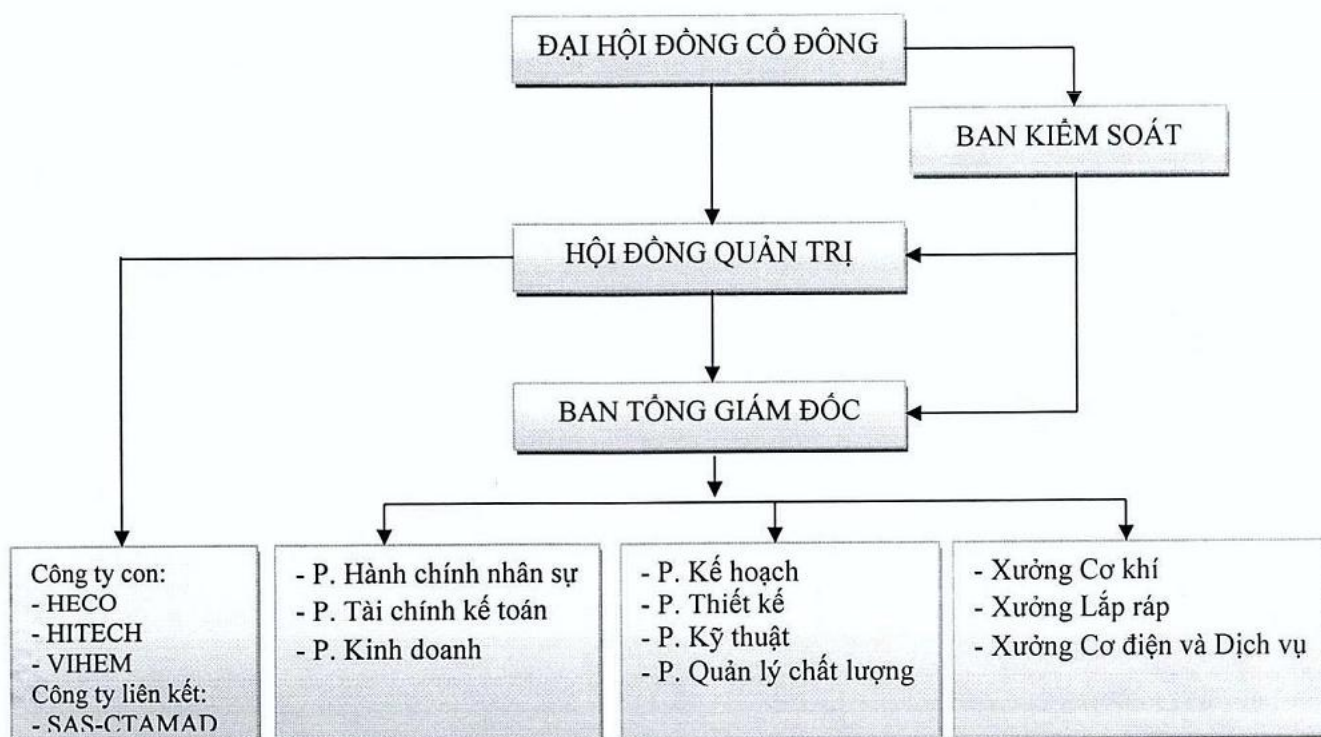 ĐẠI HỘI ĐỒNG CỔ ĐÔNG
BAN KIỂM SOÁT
HỘI ĐỒNG QUẢN TRỊ
BAN TỔNG GIÁM ĐỐC
Công ty con:
- HECO
- HITECH
- VIHEM
Công ty liên kết:
- SAS-CTAMAD
- P. Hành chính nhân sự
- P. Tài chính kế toán
- P. Kinh doanh
- P. Kế hoạch
- P. Thiết kế
- P. Kỹ thuật
- P. Quản lý chất lượng
- Xưởng Cơ khí
- Xưởng Lắp ráp
- Xưởng Cơ điện và Dịch vụ